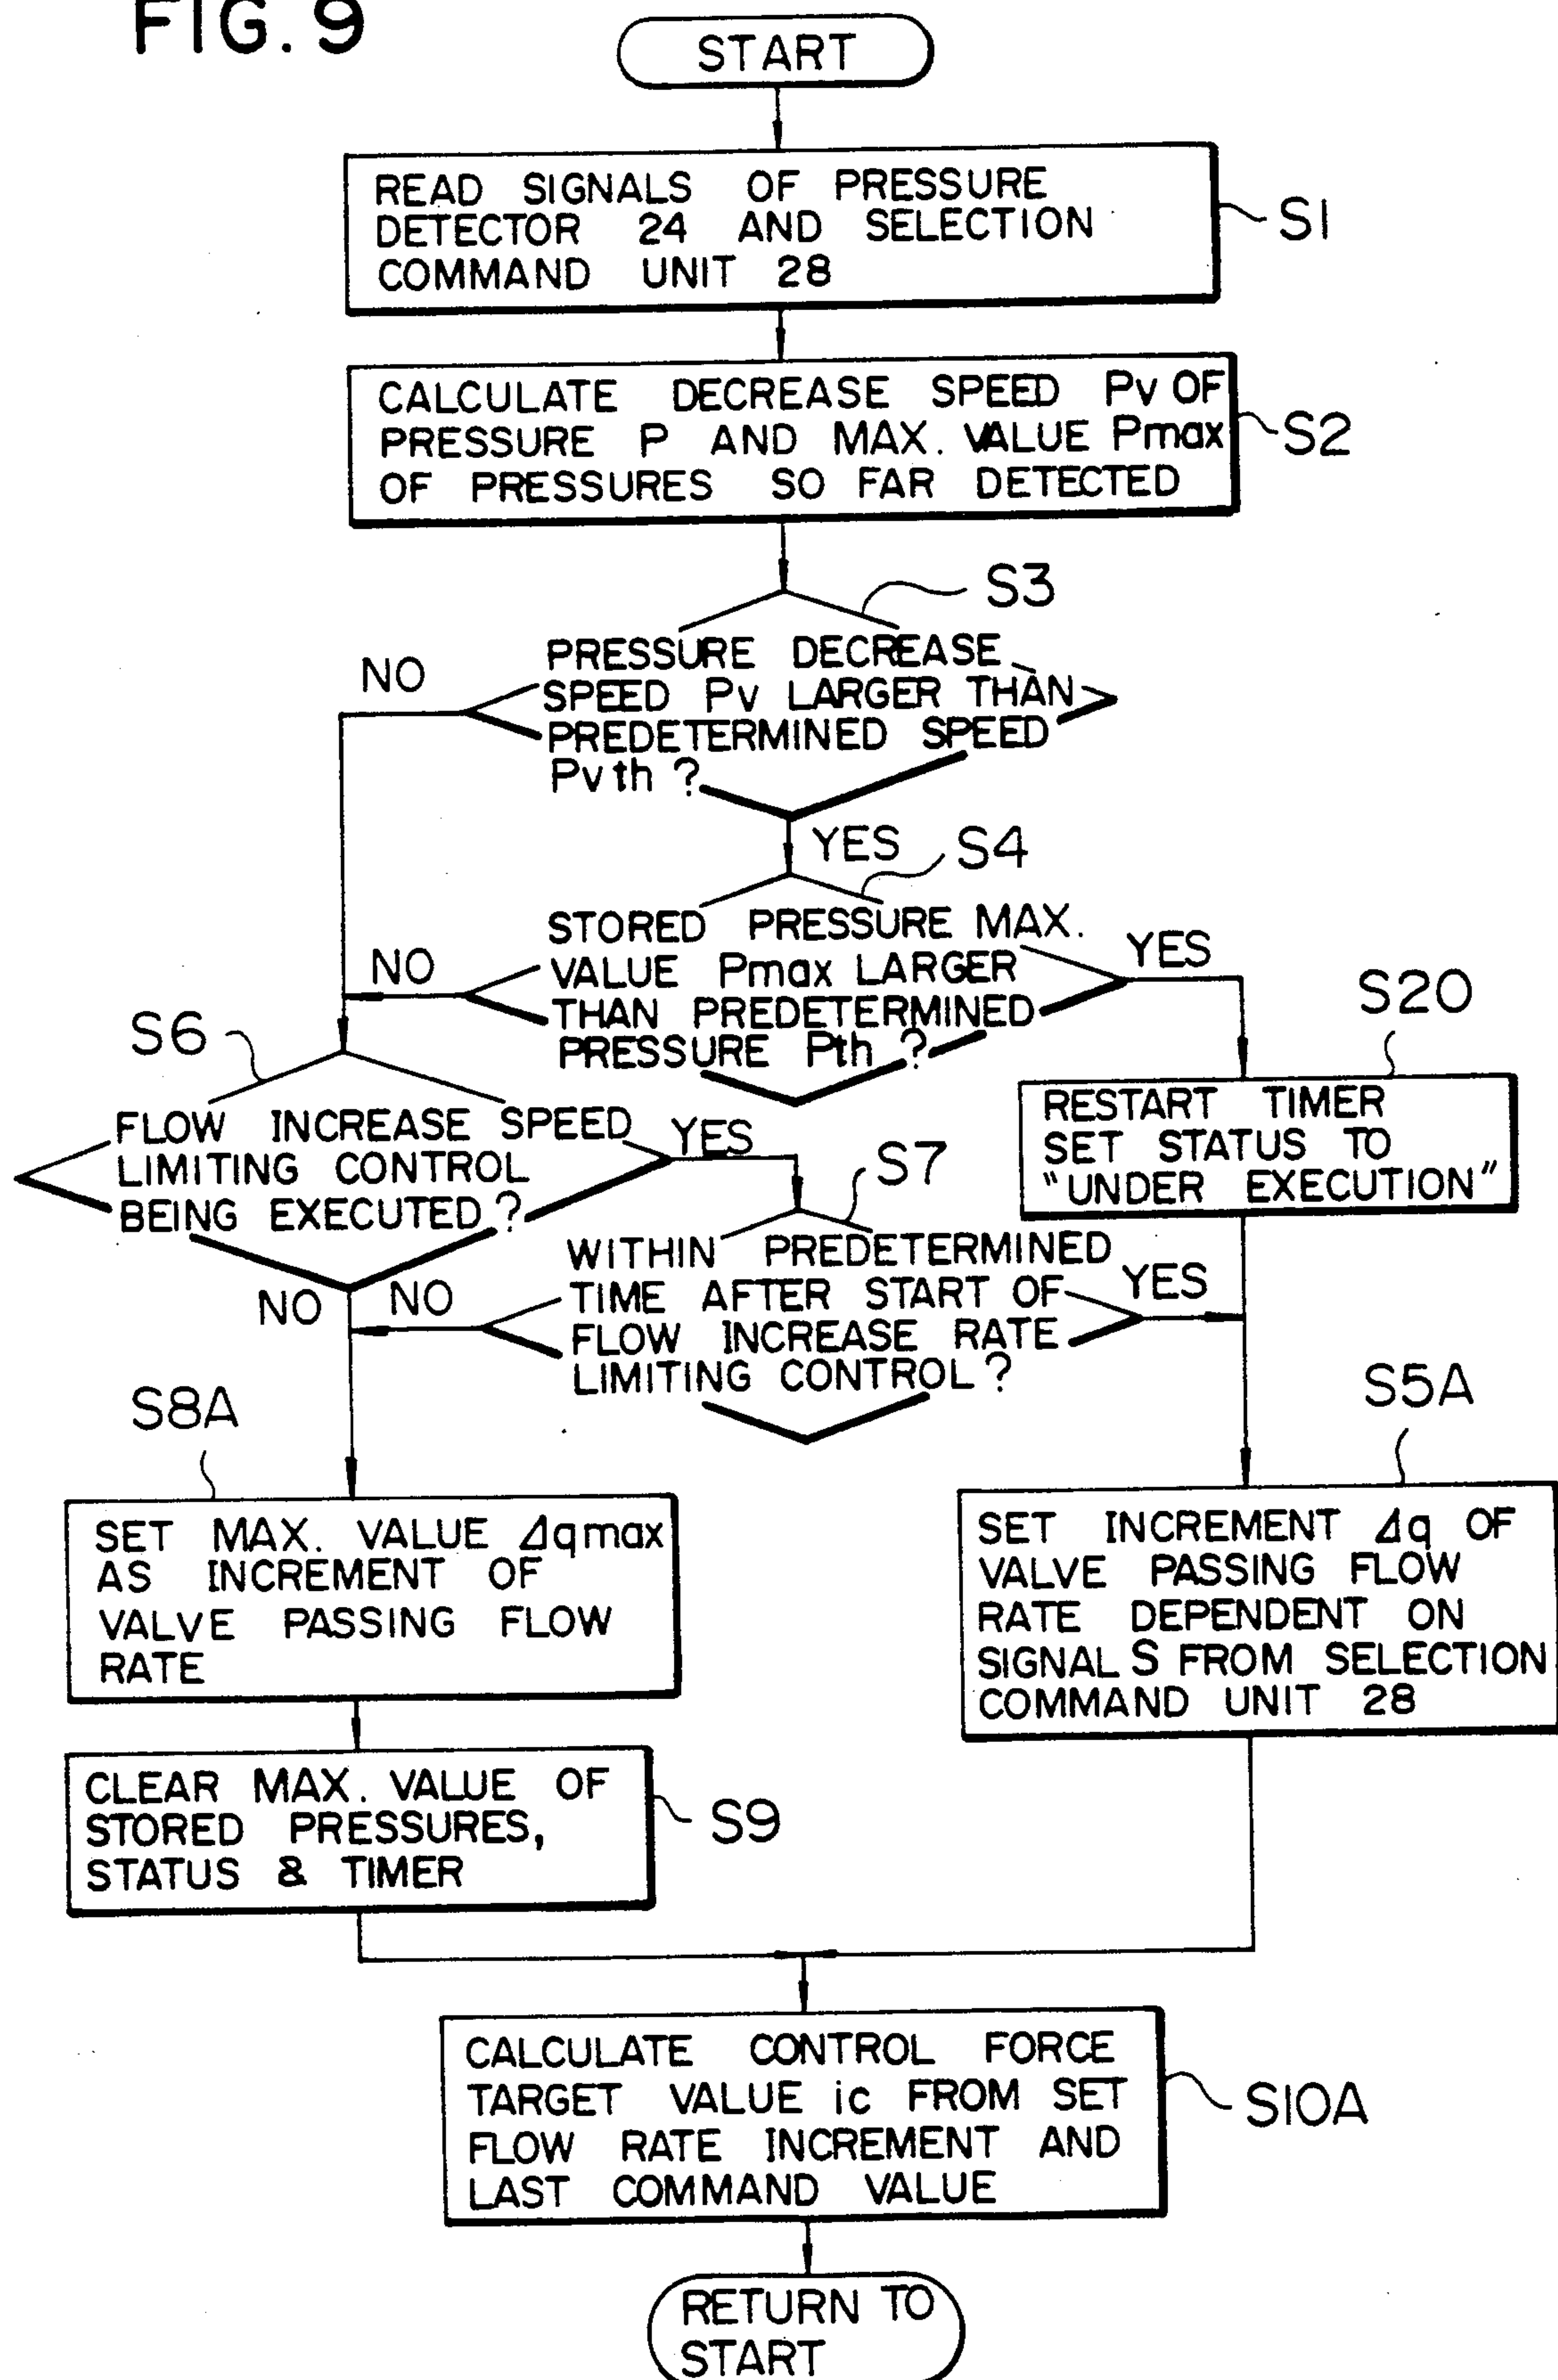 FIG. 9
START
READ SIGNALS OF PRESSURE
DETECTOR 24 AND SELECTION
COMMAND UNIT 28
S1
CALCULATE DECREASE SPEED Pv OF
PRESSURE P AND MAX. VALUE Pmax
OF PRESSURES SO FAR DETECTED
S2
S3
PRESSURE DECREASE
SPEED Pv LARGER THAN
PREDETERMINED SPEED
Pvth ?
NO
YES
S4
STORED PRESSURE MAX.
VALUE Pmax LARGER
THAN PREDETERMINED
PRESSURE Pth ?
NO
YES
S20
RESTART TIMER
SET STATUS TO
"UNDER EXECUTION"
S6
FLOW INCREASE SPEED
LIMITING CONTROL
BEING EXECUTED ?
YES
NO
S7
WITHIN PREDETERMINED
TIME AFTER START OF
FLOW INCREASE RATE
LIMITING CONTROL ?
NO
YES
S8A
SET MAX. VALUE Δqmax
AS INCREMENT OF
VALVE PASSING FLOW
RATE
S5A
SET INCREMENT Δq OF
VALVE PASSING FLOW
RATE DEPENDENT ON
SIGNAL S FROM SELECTION
COMMAND UNIT 28
CLEAR MAX. VALUE OF
STORED PRESSURES,
STATUS & TIMER
S9
CALCULATE CONTROL FORCE
TARGET VALUE ic FROM SET
FLOW RATE INCREMENT AND
LAST COMMAND VALUE
S10A
RETURN TO
START